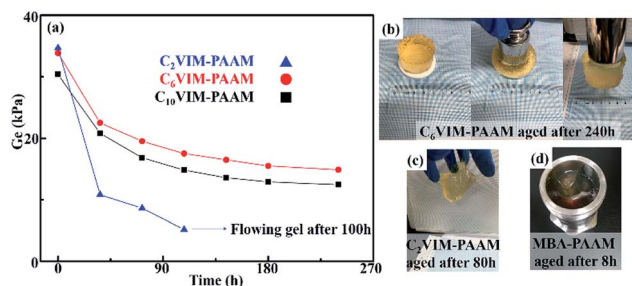 (a)
C₂VIM-PAAM
C₆VIM-PAAM
C₁₀VIM-PAAM
Ge (kPa)
40
20
0
Flowing gel after 100h
0
90
180
270
Time (h)
(b)
C₆VIM-PAAM aged after 240h
(c)
C₂VIM-PAAM
aged after 80h
(d)
MBA-PAAM
aged after 8h